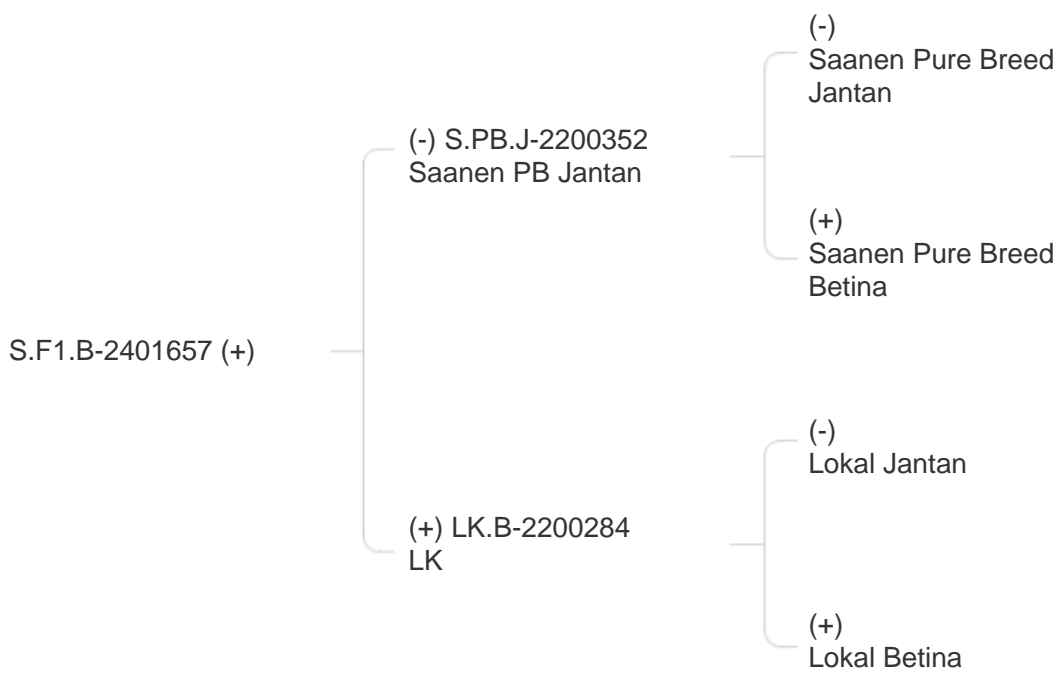 (-)
Saanen Pure Breed
Jantan
(-) S.PB.J-2200352
Saanen PB Jantan
(+)
Saanen Pure Breed
Betina
S.F1.B-2401657 (+)
(-)
Lokal Jantan
(+) LK.B-2200284
LK
(+)
Lokal Betina